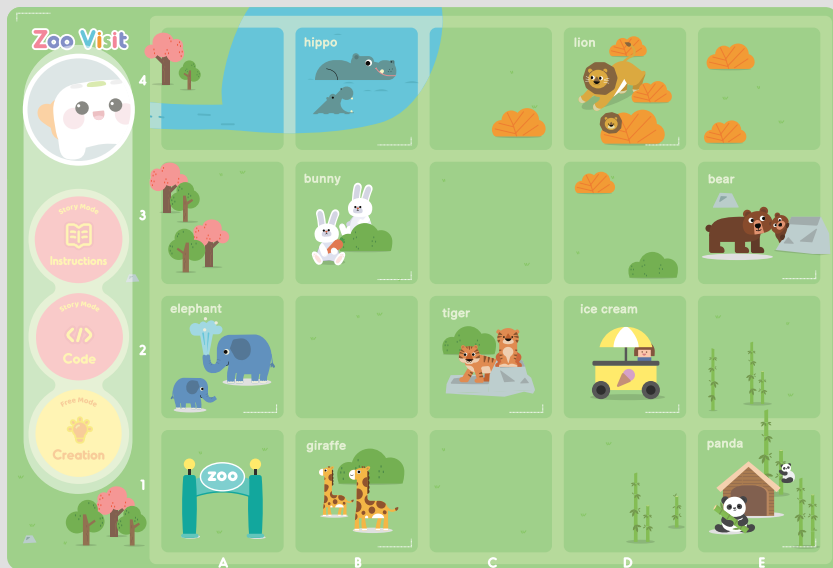 Zoo Visit
4
hippo
lion
3
bunny
bear
Story Mode
Instructions
2
elephant
tiger
ice cream
Story Mode
</>
Code
1
ZOO
giraffe
panda
Free Mode
Creation
A
B
C
D
E